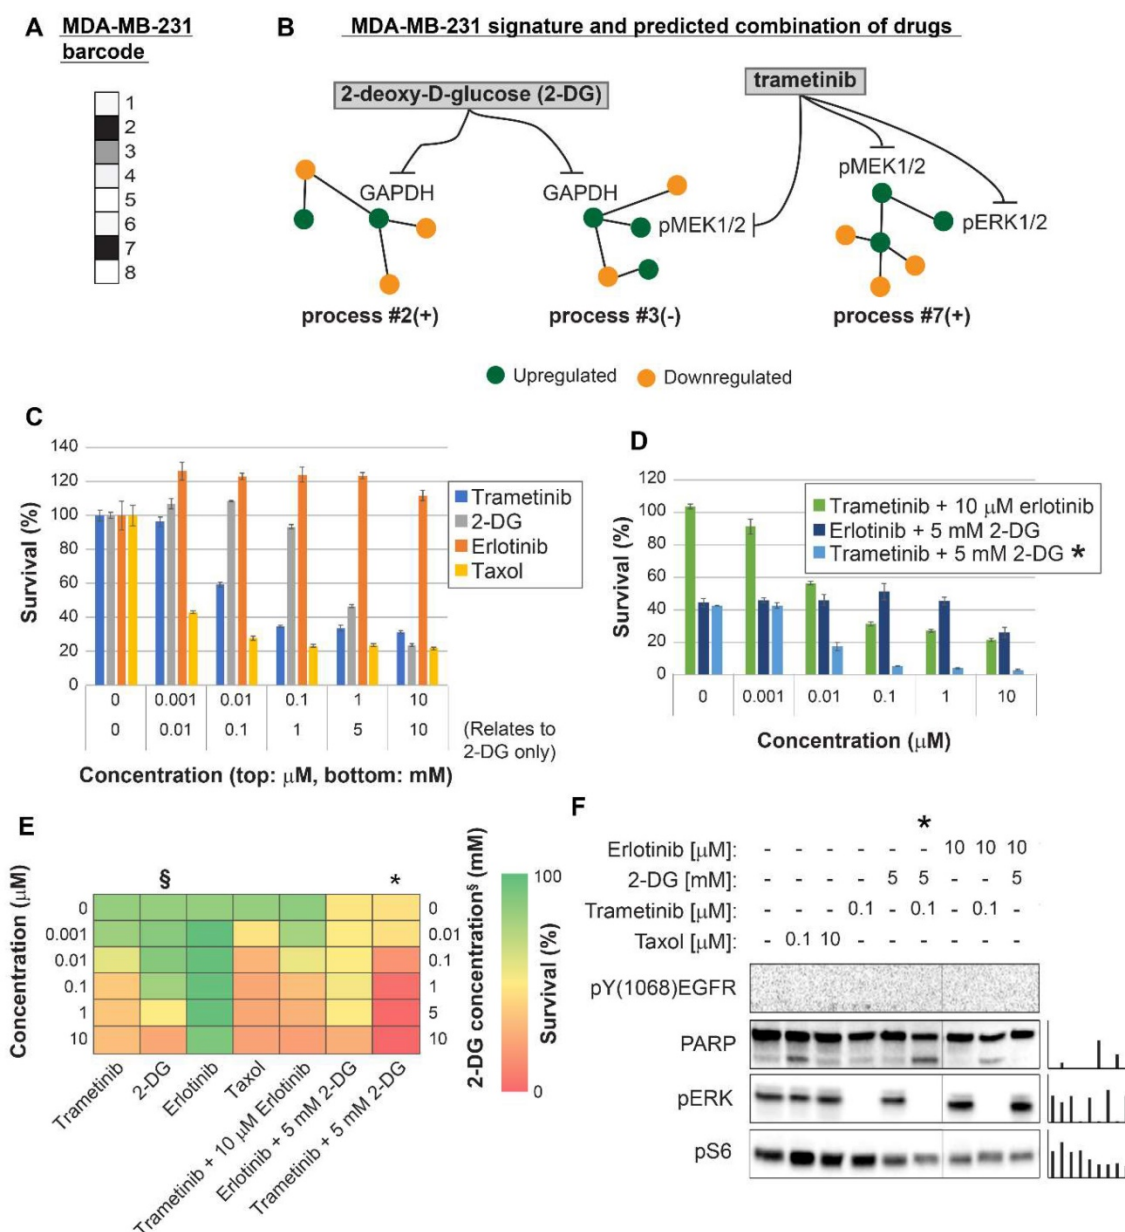 A MDA-MB-231 barcode
1
2
3
4
5
6
7
8
B MDA-MB-231 signature and predicted combination of drugs
2-deoxy-D-glucose (2-DG)
trametinib
GAPDH
GAPDH
pMEK1/2
pMEK1/2
pERK1/2
process #2(+) process #3(-) process #7(+)
Upregulated Downregulated
C
Survival (%)
140
120
100
80
60
40
20
0
Trametinib
2-DG
Erlotinib
Taxol
0 0.001 0.01 0.1 1 10
0 0.01 0.1 1 5 10 (Relates to 2-DG only)
Concentration (top: μM, bottom: mM)
D
Survival (%)
120
100
80
60
40
20
0
Trametinib + 10 μM erlotinib
Erlotinib + 5 mM 2-DG
Trametinib + 5 mM 2-DG *
0 0.001 0.01 0.1 1 10
Concentration (μM)
E
Concentration (μM)
§ *
0 0
0.001 0.01
0.01 0.1
0.1 1
1 5
10 10
Trametinib
2-DG
Erlotinib
Taxol
Trametinib + 10 μM Erlotinib
Erlotinib + 5 mM 2-DG
Trametinib + 5 mM 2-DG
2-DG concentration§ (mM)
Survival (%)
100
0
F
*
Erlotinib [μM]: - - - - - - 10 10 10
2-DG [mM]: - - - - 5 5 - - 5
Trametinib [μM]: - - - 0.1 - 0.1 - 0.1 -
Taxol [μM]: - 0.1 10 - - - - - -
pY(1068)EGFR
PARP
pERK
pS6